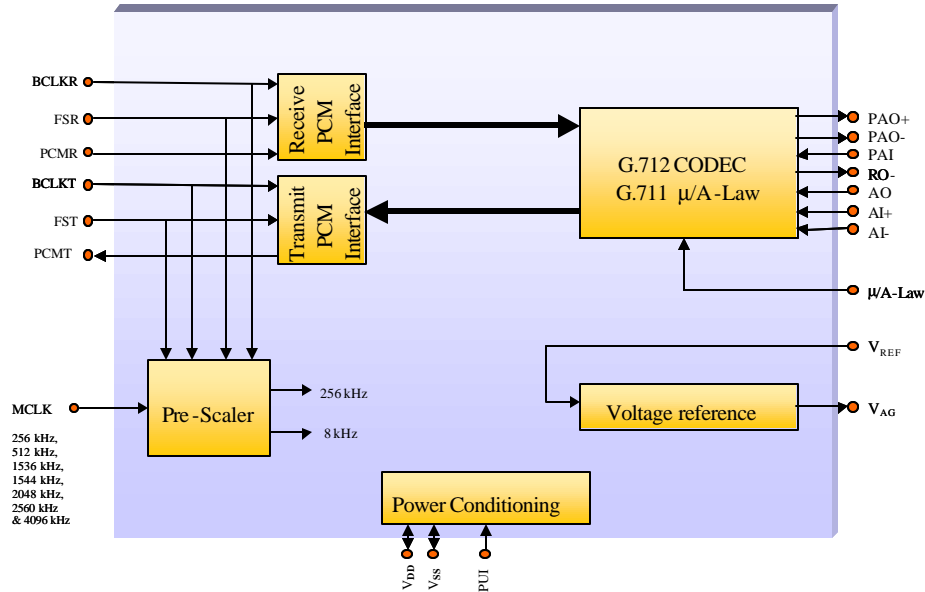 BCLKR
FSR
PCMR
BCLKT
FST
PCMT
Receive
PCM
Interface
Transmit
PCM
Interface
G.712 CODEC
G.711 μ/A-Law
PAO+
PAO-
PAI
RO-
AO
AI+
AI-
μ/A-Law
VREF
VAG
Voltage reference
MCLK
256 kHz,
512 kHz,
1536 kHz,
1544 kHz,
2048 kHz,
2560 kHz
& 4096 kHz
Pre-Scaler
256 kHz
8 kHz
Power Conditioning
VDD
VSS
PUI